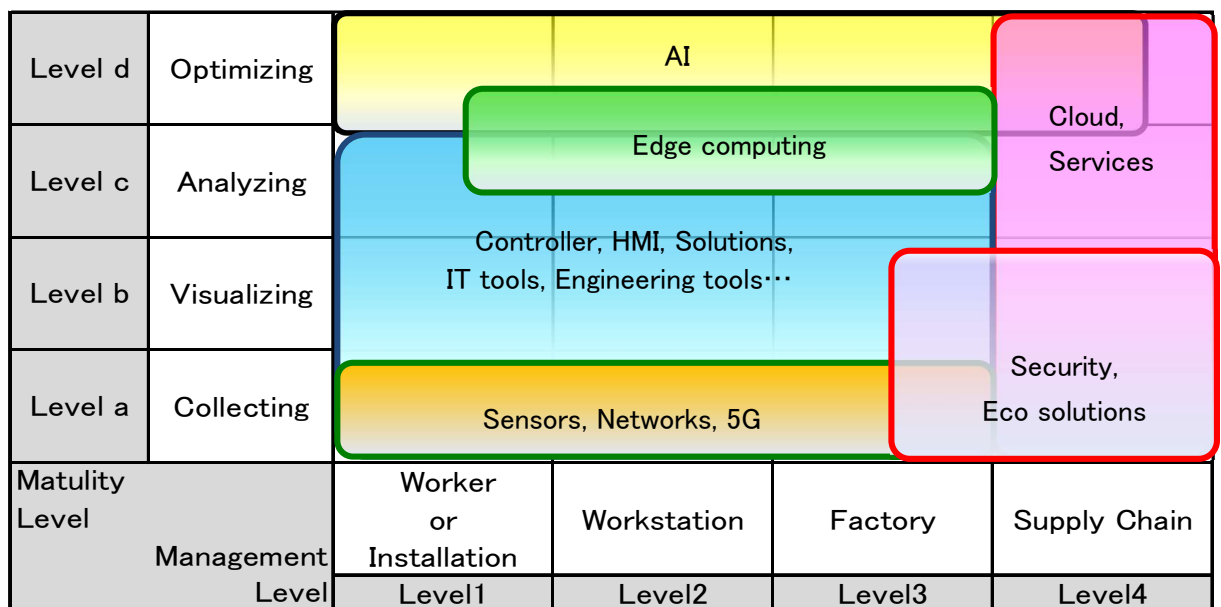 Level d
Optimizing
AI
Cloud,
Services
Edge computing
Level c
Analyzing
Controller, HMI, Solutions,
IT tools, Engineering tools…
Level b
Visualizing
Security,
Eco solutions
Level a
Collecting
Sensors, Networks, 5G
Matulity
Level
Management
Level
Worker
or
Installation
Workstation
Factory
Supply Chain
Level1
Level2
Level3
Level4